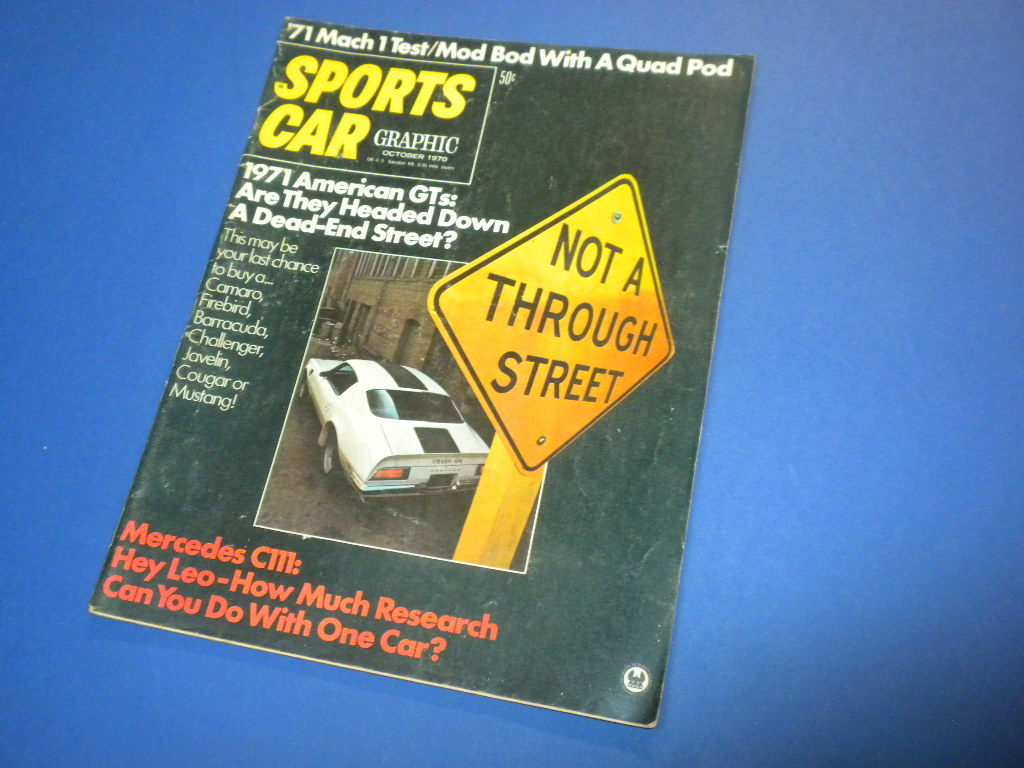 '71 Mach 1 Test/Mod Bod With A Quad Pod
SPORTS
CAR
GRAPHIC
OCTOBER 1970
50¢
1971 American GTs:
Are They Headed Down
A Dead-End Street?
This may be
your last chance
to buy a...
Camaro,
Firebird,
Barracuda,
Challenger,
Javelin,
Cougar or
Mustang!
NOT A
THROUGH
STREET
TRANS AM
PONTIAC
Mercedes C111:
Hey Leo-How Much Research
Can You Do With One Car?